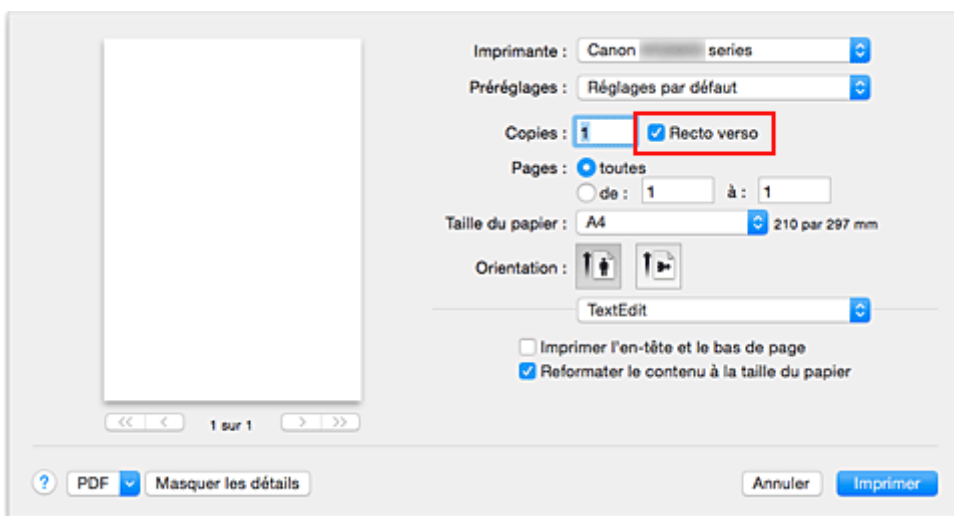 Imprimante : Canon series
Préréglages : Réglages par défaut
Copies : 1 Recto verso
Pages : toutes
de : 1 à : 1
Taille du papier : A4 210 par 297 mm
Orientation :
TextEdit
Imprimer l'en-tête et le bas de page
Reformater le contenu à la taille du papier
<< < 1 sur 1 > >>
? PDF Masquer les détails Annuler Imprimer